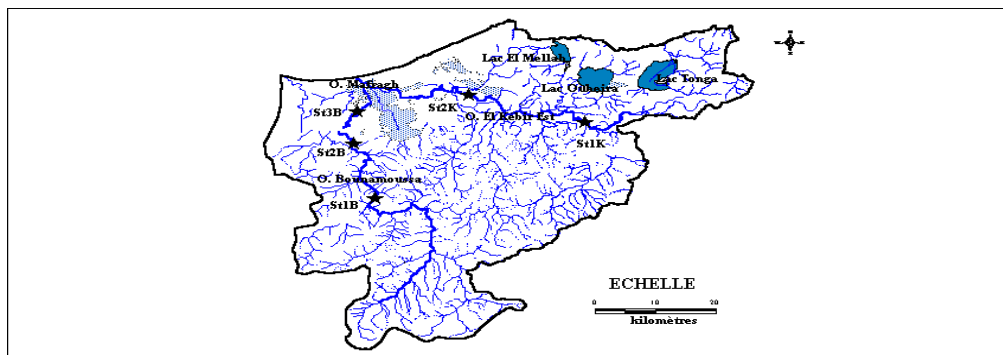 Lac El Mellah
Lac Tonga
O. Mafragh
Lac Oubeira
St2K
St3B
O. El Kebir Est
St1K
St2B
O. Bounamoussa
St1B
ECHELLE
0 10 20
kilomètres